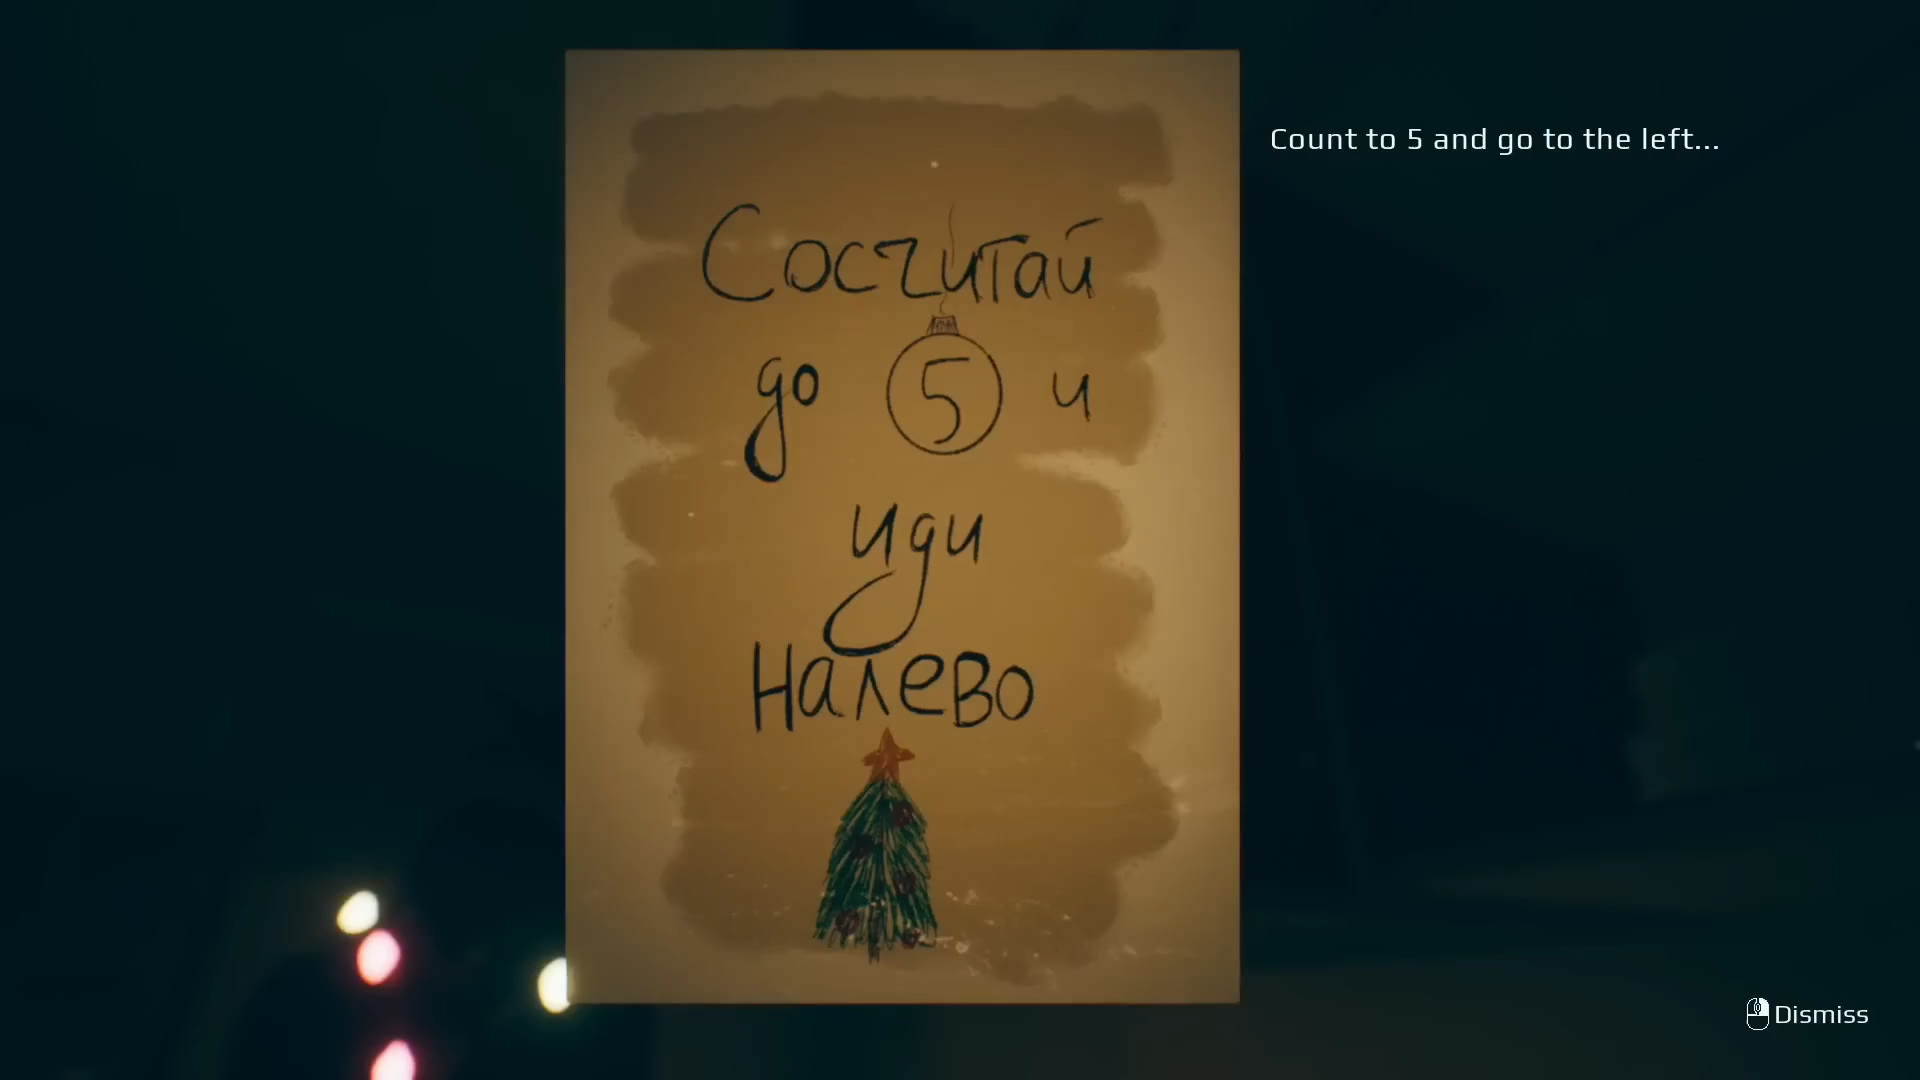 Сосчитай
до 5 и
иди
Налево
Count to 5 and go to the left...
Dismiss